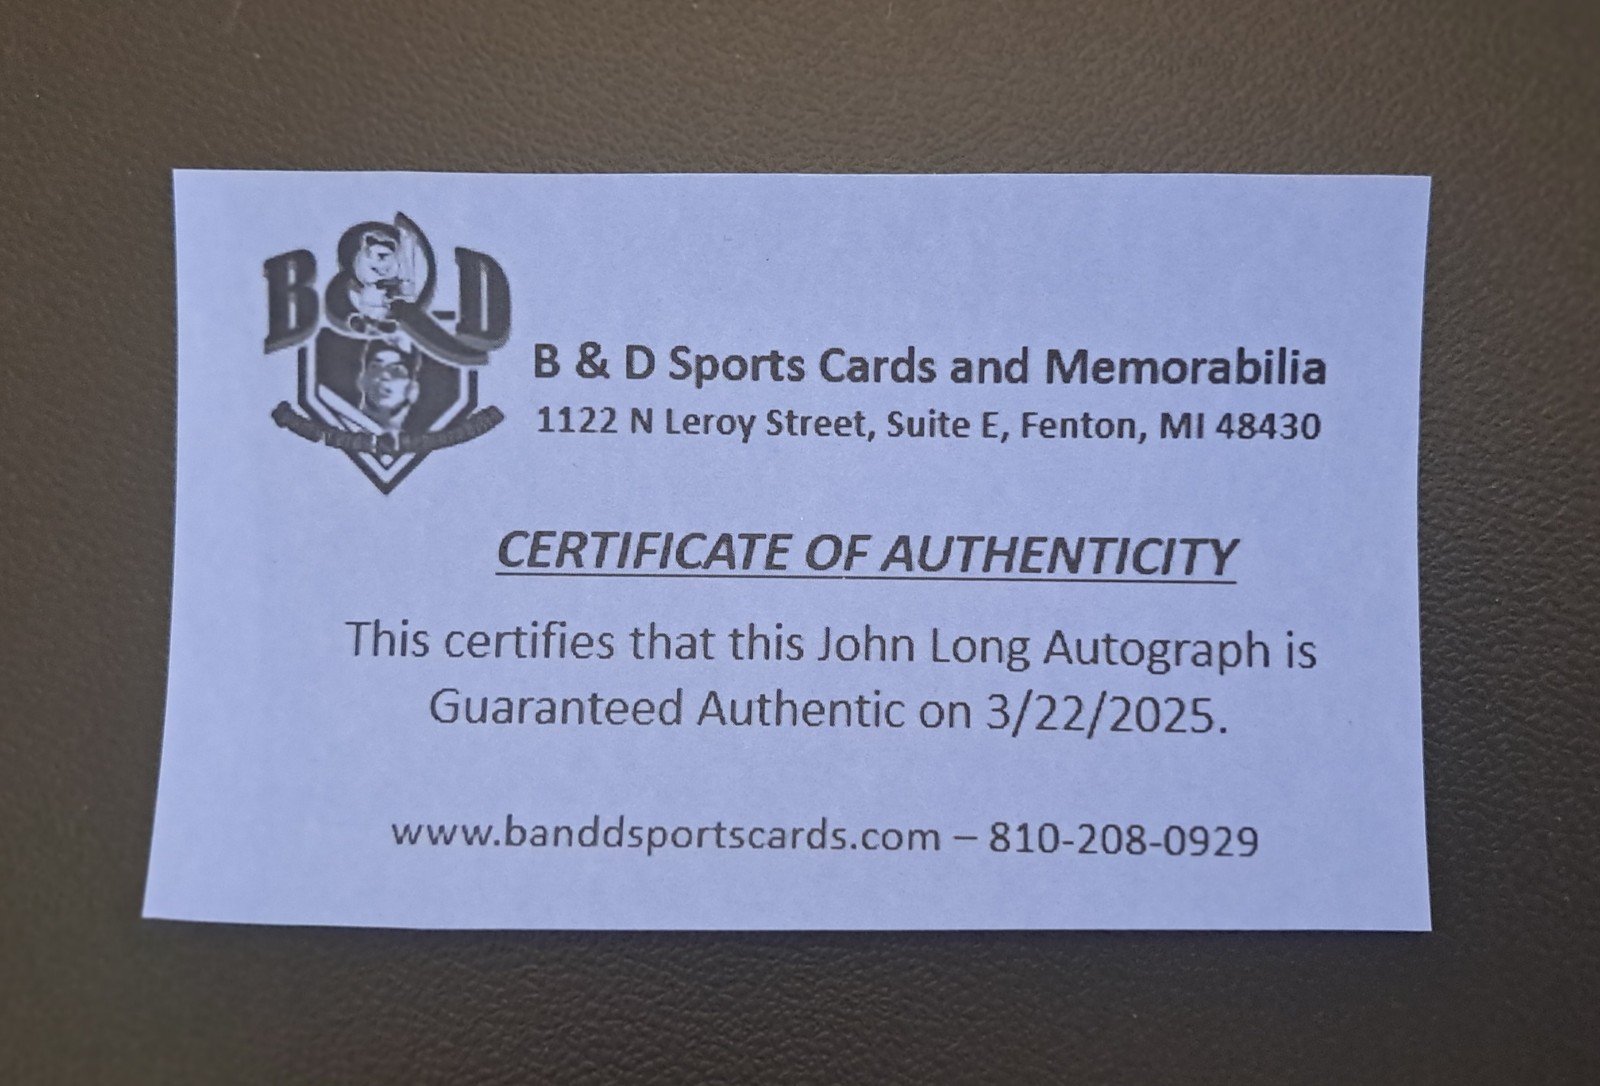 B & D
B & D Sports Cards and Memorabilia
1122 N Leroy Street, Suite E, Fenton, MI 48430
CERTIFICATE OF AUTHENTICITY
This certifies that this John Long Autograph is
Guaranteed Authentic on 3/22/2025.
www.banddsportscards.com – 810-208-0929